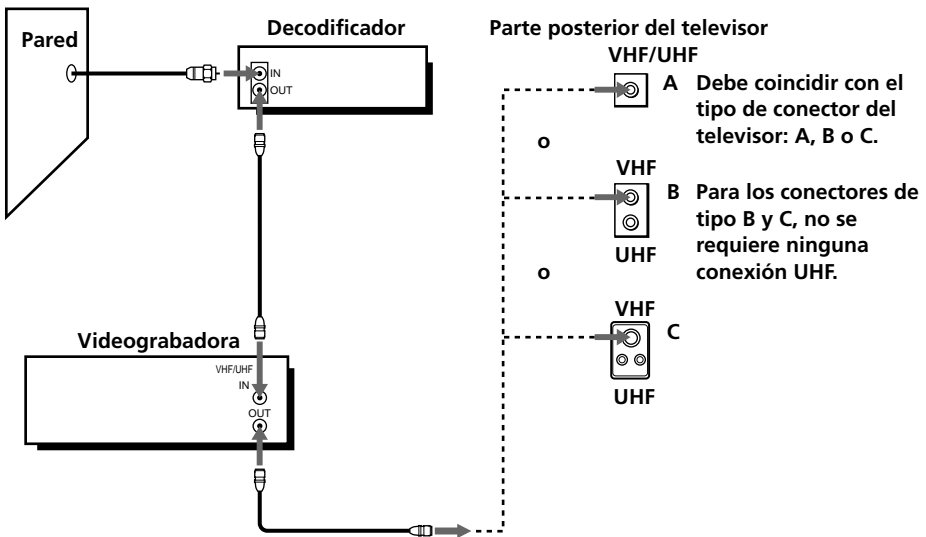 Pared
Decodificador
IN
OUT
Videograbadora
VHF/UHF
IN
OUT
Parte posterior del televisor
VHF/UHF
A Debe coincidir con el
tipo de conector del
televisor: A, B o C.
o
VHF
B Para los conectores de
tipo B y C, no se
requiere ninguna
conexión UHF.
UHF
o
VHF
C
UHF